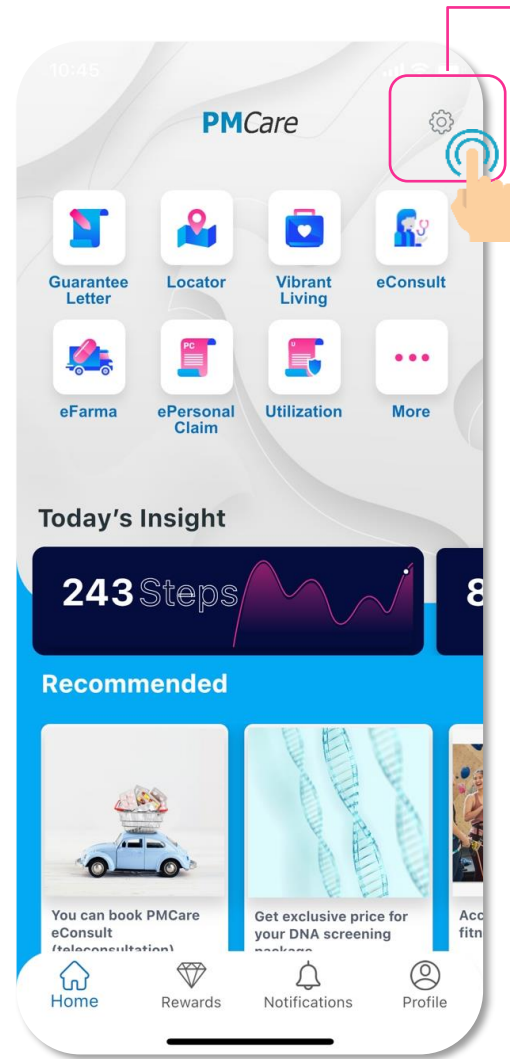 10:45
PMCare
Guarantee
Letter
Locator
Vibrant
Living
eConsult
eFarma
PC
ePersonal
Claim
U
Utilization
More
Today's Insight
243 Steps
8
Recommended
You can book PMCare
eConsult
(teleconsultation)
Get exclusive price for
your DNA screening
package
Acc
fitn
Home
Rewards
Notifications
Profile